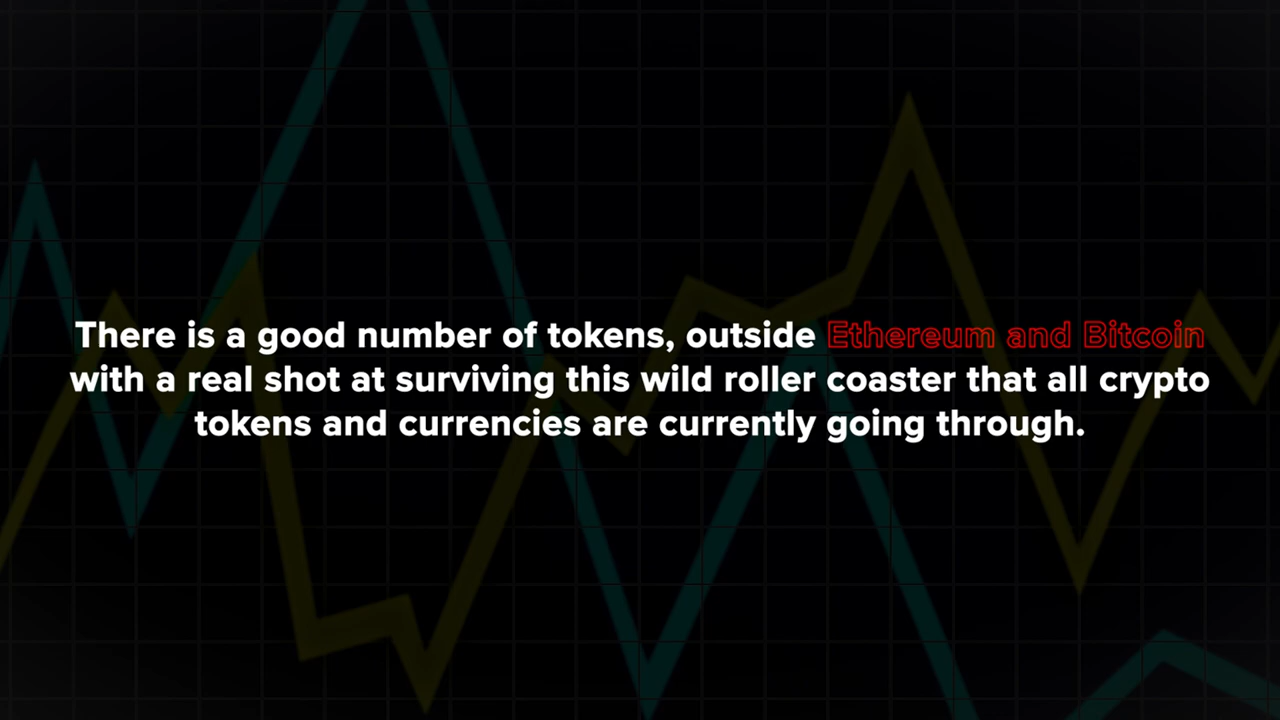 There is a good number of tokens, outside Ethereum and Bitcoin
with a real shot at surviving this wild roller coaster that all crypto
tokens and currencies are currently going through.